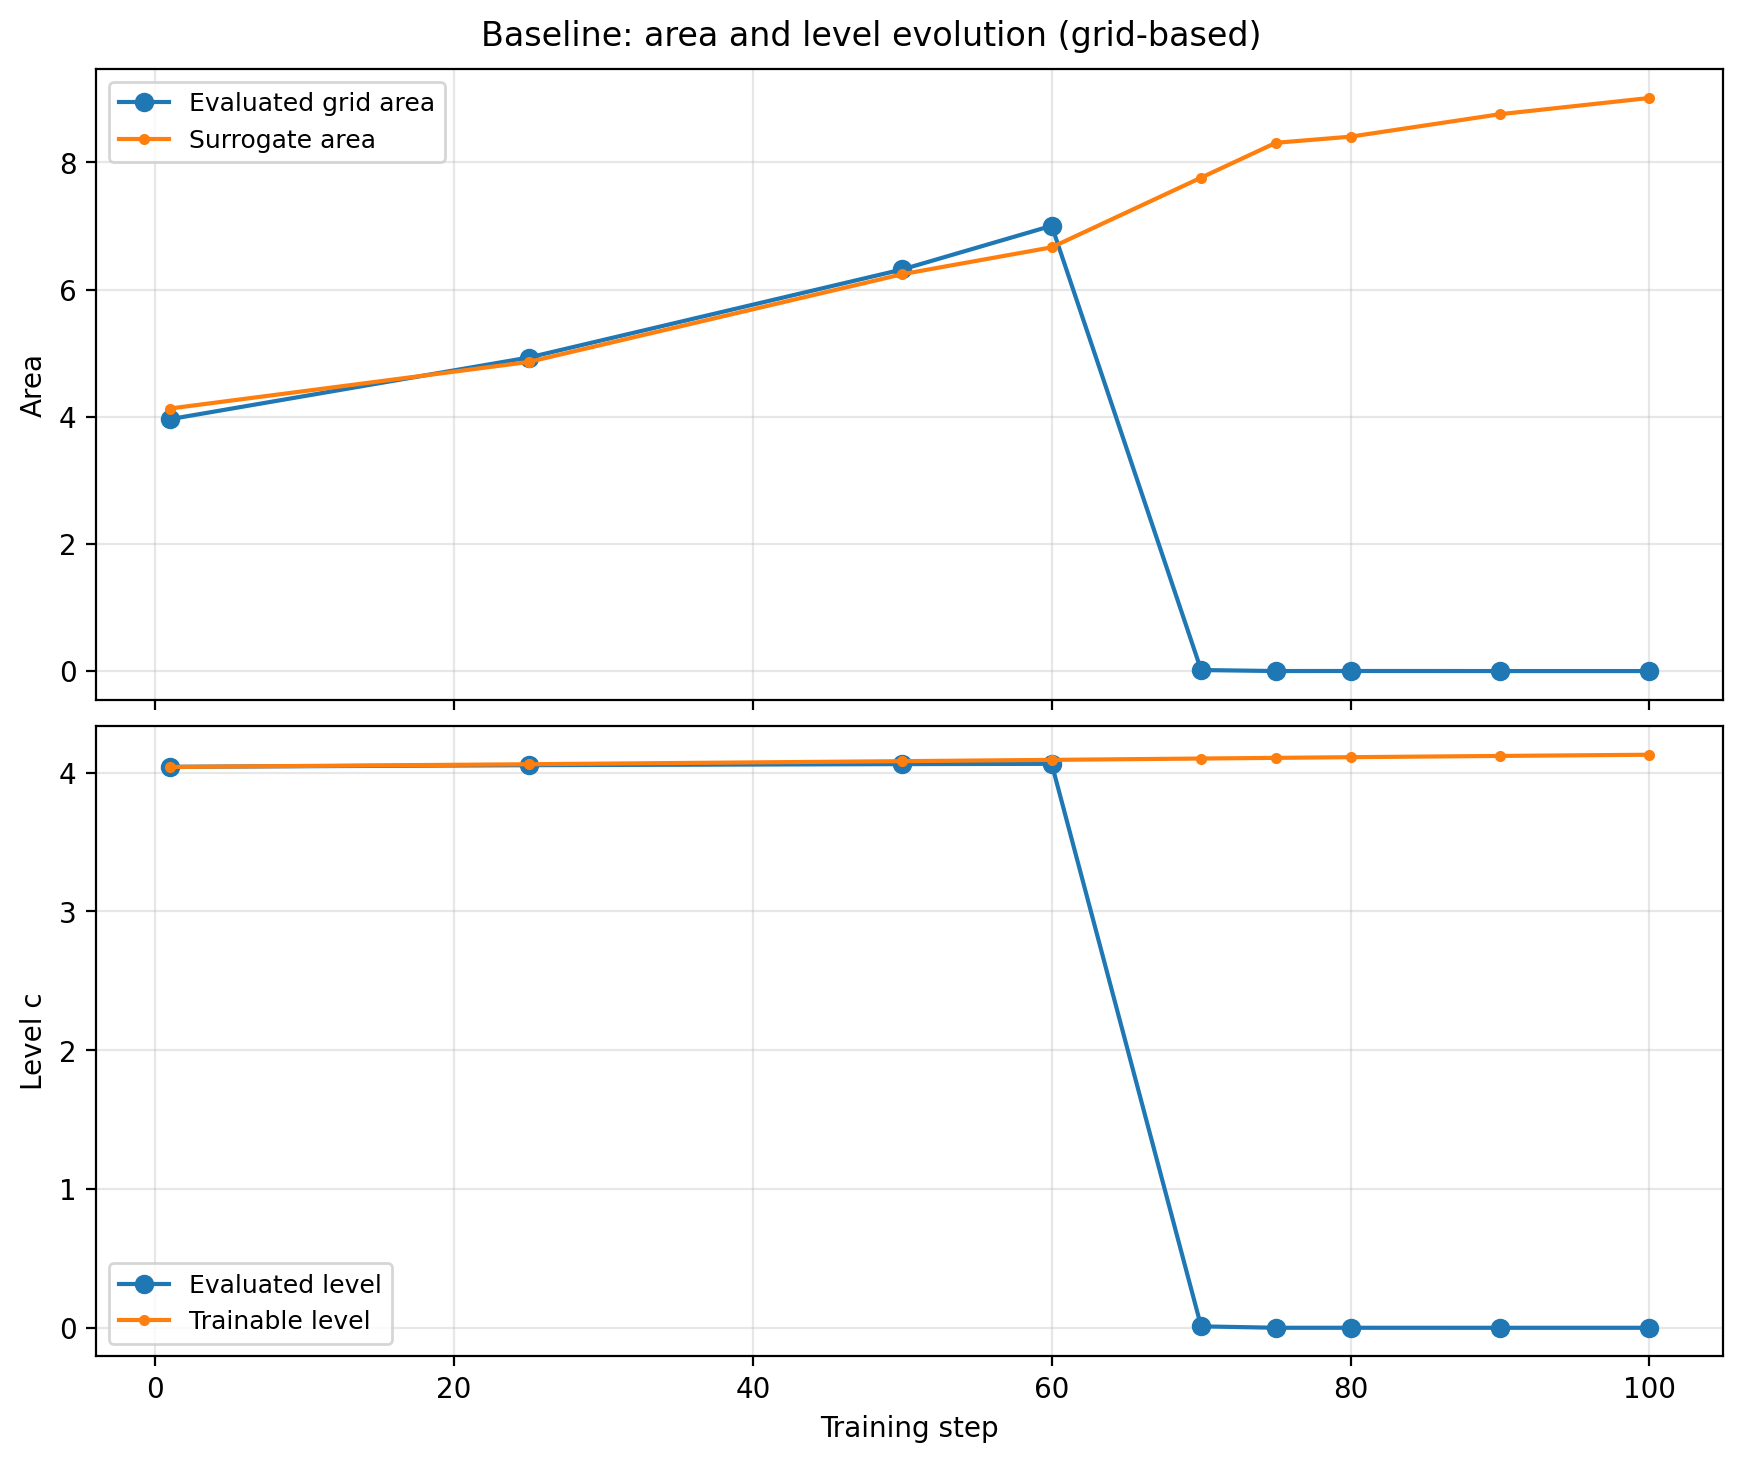 Baseline: area and level evolution (grid-based)
Evaluated grid area
Surrogate area
Area
8
6
4
2
0
Evaluated level
Trainable level
Level c
4
3
2
1
0
0 20 40 60 80 100
Training step